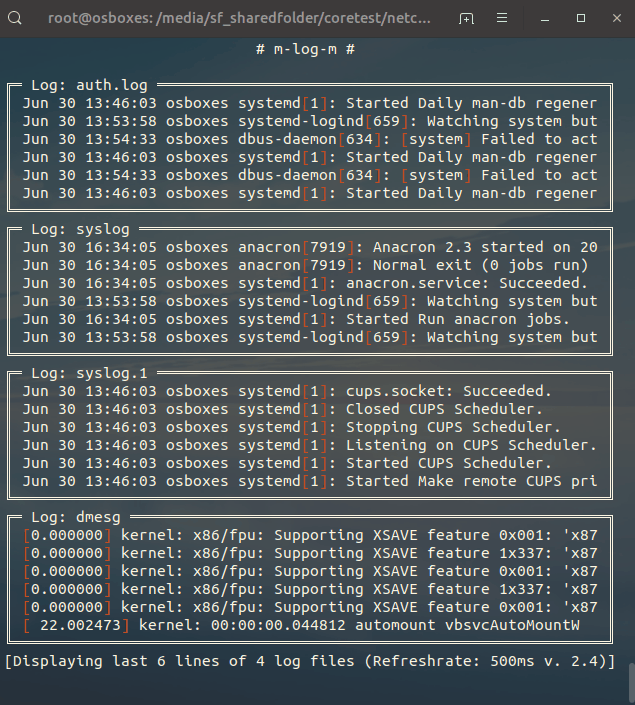 root@osboxes: /media/sf_sharedfolder/coretest/netc...
# m-log-m #
Log: auth.log
Jun 30 13:46:03 osboxes systemd[1]: Started Daily man-db regener
Jun 30 13:53:58 osboxes systemd-logind[659]: Watching system but
Jun 30 13:54:33 osboxes dbus-daemon[634]: [system] Failed to act
Jun 30 13:46:03 osboxes systemd[1]: Started Daily man-db regener
Jun 30 13:54:33 osboxes dbus-daemon[634]: [system] Failed to act
Jun 30 13:46:03 osboxes systemd[1]: Started Daily man-db regener
Log: syslog
Jun 30 16:34:05 osboxes anacron[7919]: Anacron 2.3 started on 20
Jun 30 16:34:05 osboxes anacron[7919]: Normal exit (0 jobs run)
Jun 30 16:34:05 osboxes systemd[1]: anacron.service: Succeeded.
Jun 30 13:53:58 osboxes systemd-logind[659]: Watching system but
Jun 30 16:34:05 osboxes systemd[1]: Started Run anacron jobs.
Jun 30 13:53:58 osboxes systemd-logind[659]: Watching system but
Log: syslog.1
Jun 30 13:46:03 osboxes systemd[1]: cups.socket: Succeeded.
Jun 30 13:46:03 osboxes systemd[1]: Closed CUPS Scheduler.
Jun 30 13:46:03 osboxes systemd[1]: Stopping CUPS Scheduler.
Jun 30 13:46:03 osboxes systemd[1]: Listening on CUPS Scheduler.
Jun 30 13:46:03 osboxes systemd[1]: Started CUPS Scheduler.
Jun 30 13:46:03 osboxes systemd[1]: Started Make remote CUPS pri
Log: dmesg
[0.000000] kernel: x86/fpu: Supporting XSAVE feature 0x001: 'x87
[0.000000] kernel: x86/fpu: Supporting XSAVE feature 1x337: 'x87
[0.000000] kernel: x86/fpu: Supporting XSAVE feature 0x001: 'x87
[0.000000] kernel: x86/fpu: Supporting XSAVE feature 1x337: 'x87
[0.000000] kernel: x86/fpu: Supporting XSAVE feature 0x001: 'x87
[ 22.002473] kernel: 00:00:00.044812 automount vbsvcAutoMountW
[Displaying last 6 lines of 4 log files (Refreshrate: 500ms v. 2.4)]